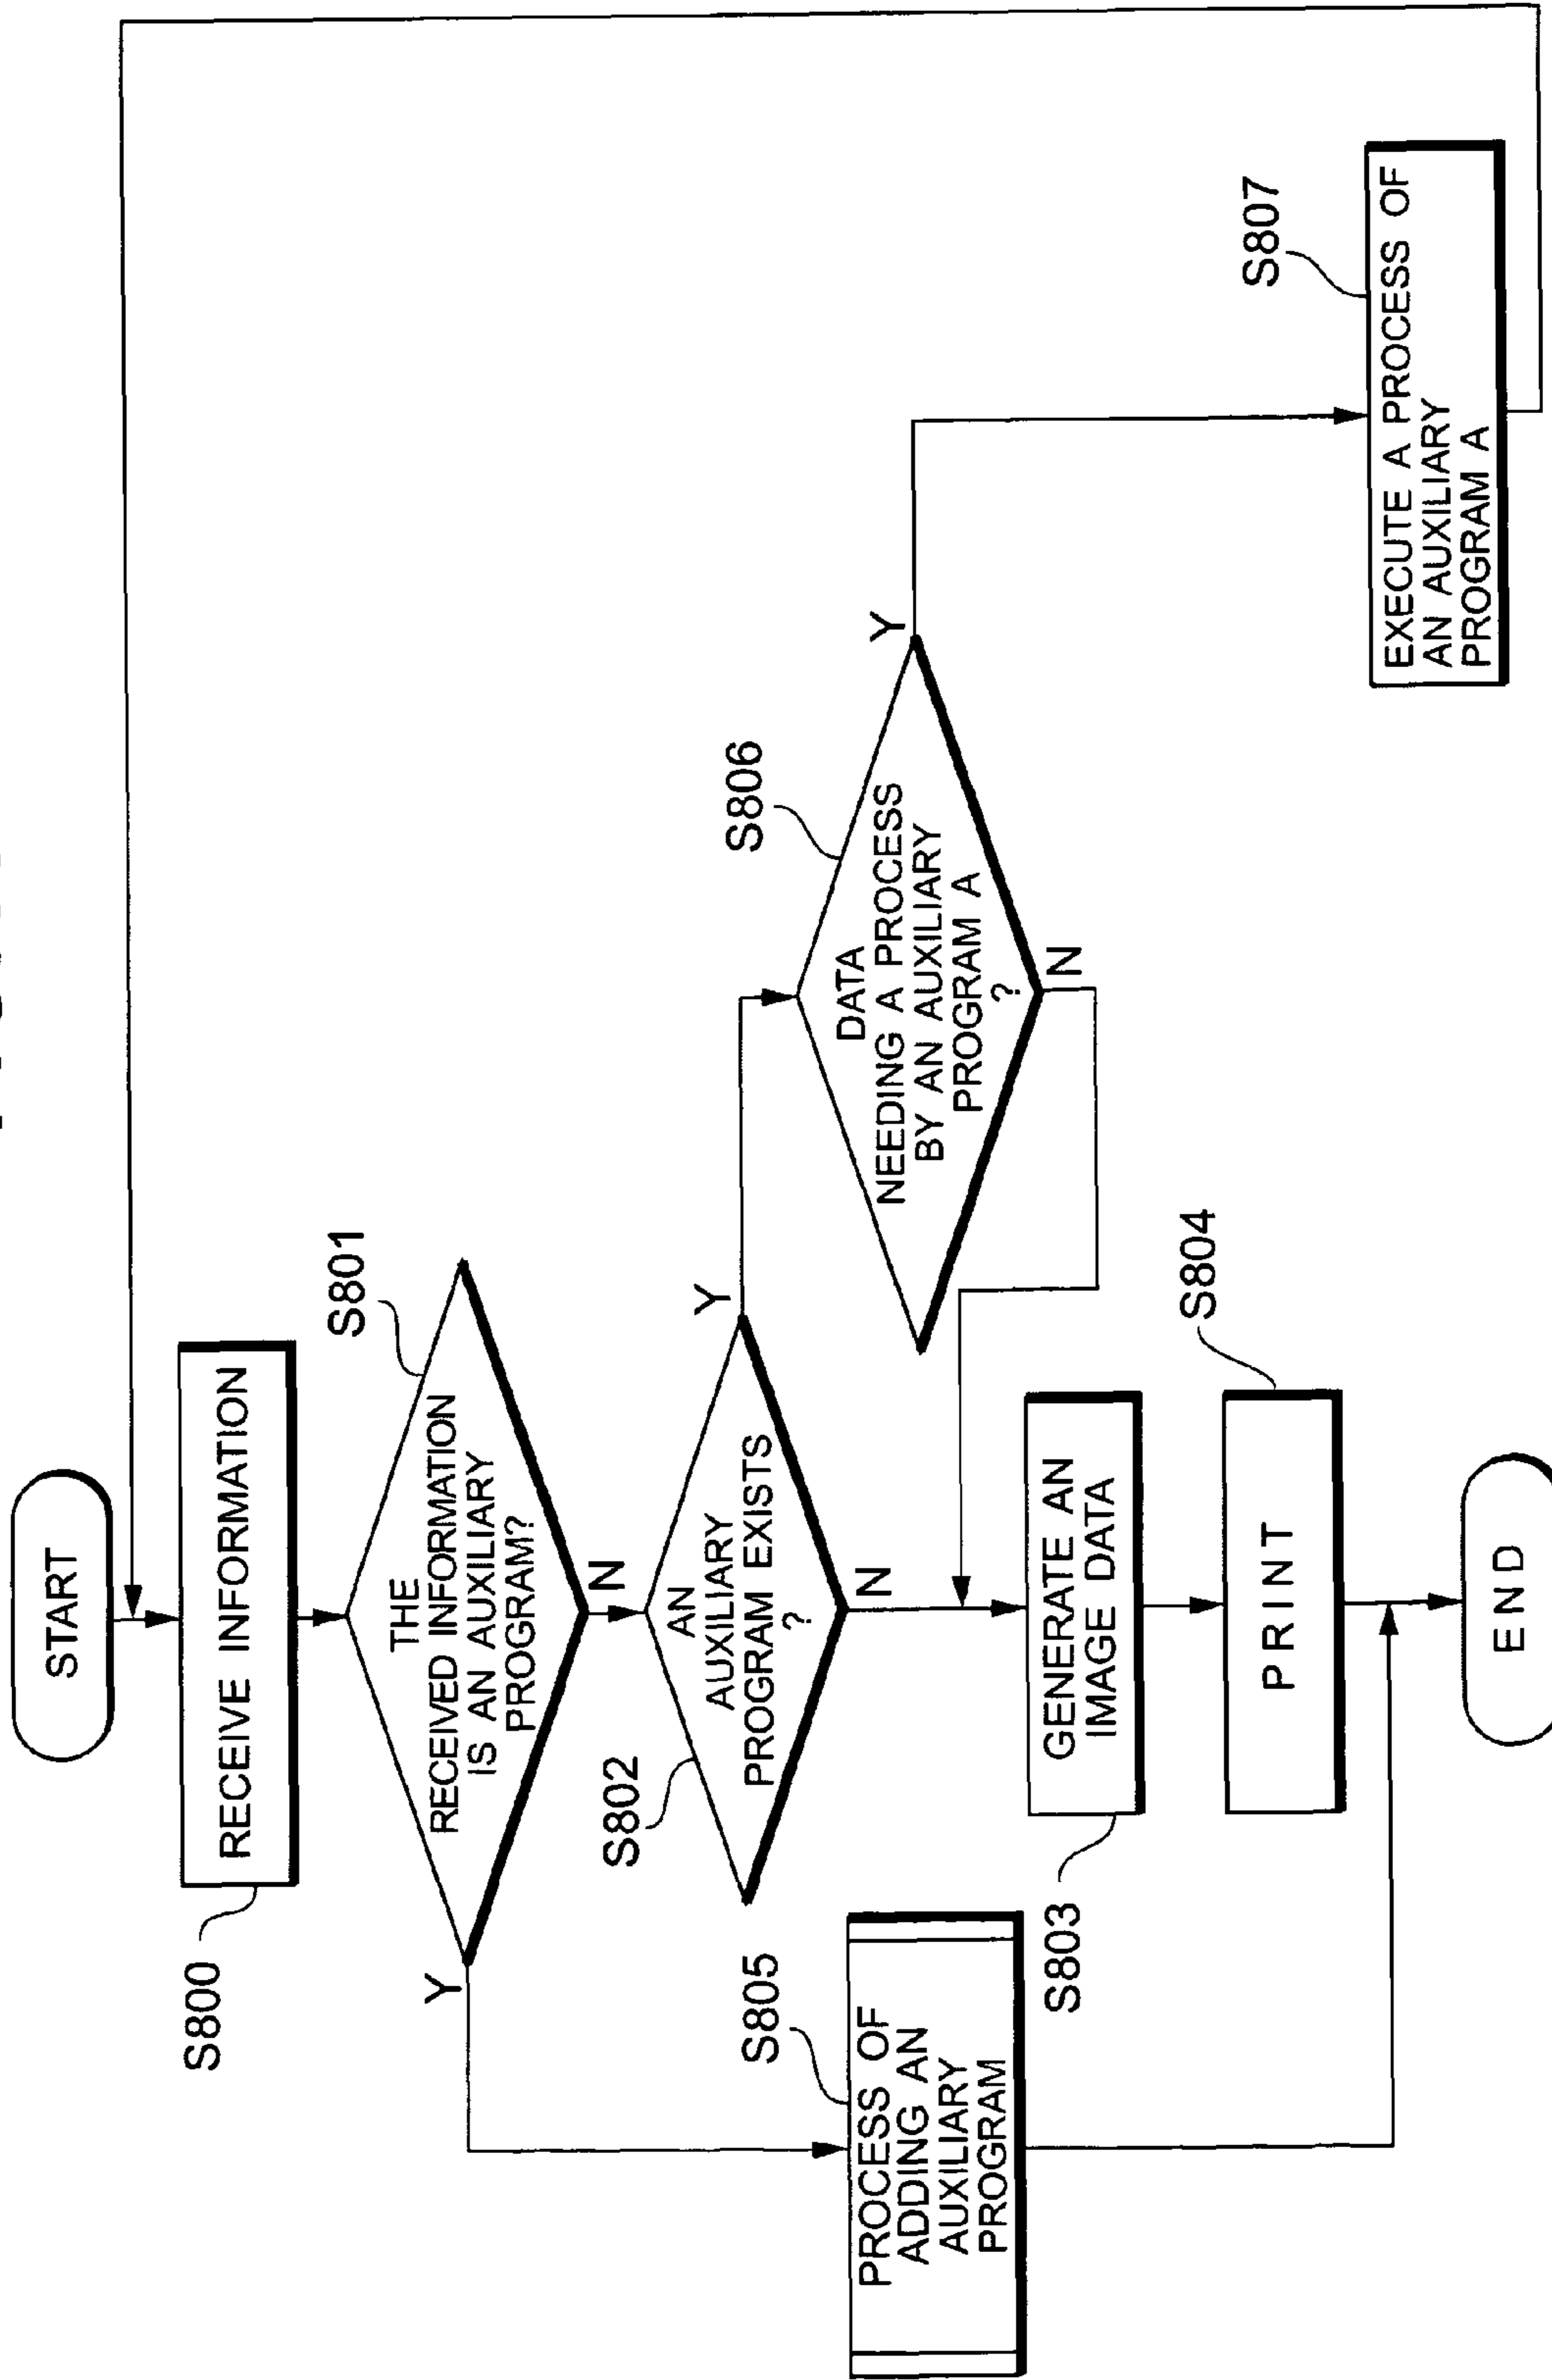 START
S800
RECEIVE INFORMATION
S801
THE
RECEIVED INFORMATION
IS AN AUXILIARY
PROGRAM?
Y
N
S802
AN
AUXILIARY
PROGRAM EXISTS
?
Y
N
S805
PROCESS OF
ADDING AN
AUXILIARY
PROGRAM
S806
DATA
NEEDING A PROCESS
BY AN AUXILIARY
PROGRAM A
?
Y
N
S803
GENERATE AN
IMAGE DATA
S804
PRINT
S807
EXECUTE A PROCESS OF
AN AUXILIARY
PROGRAM A
END